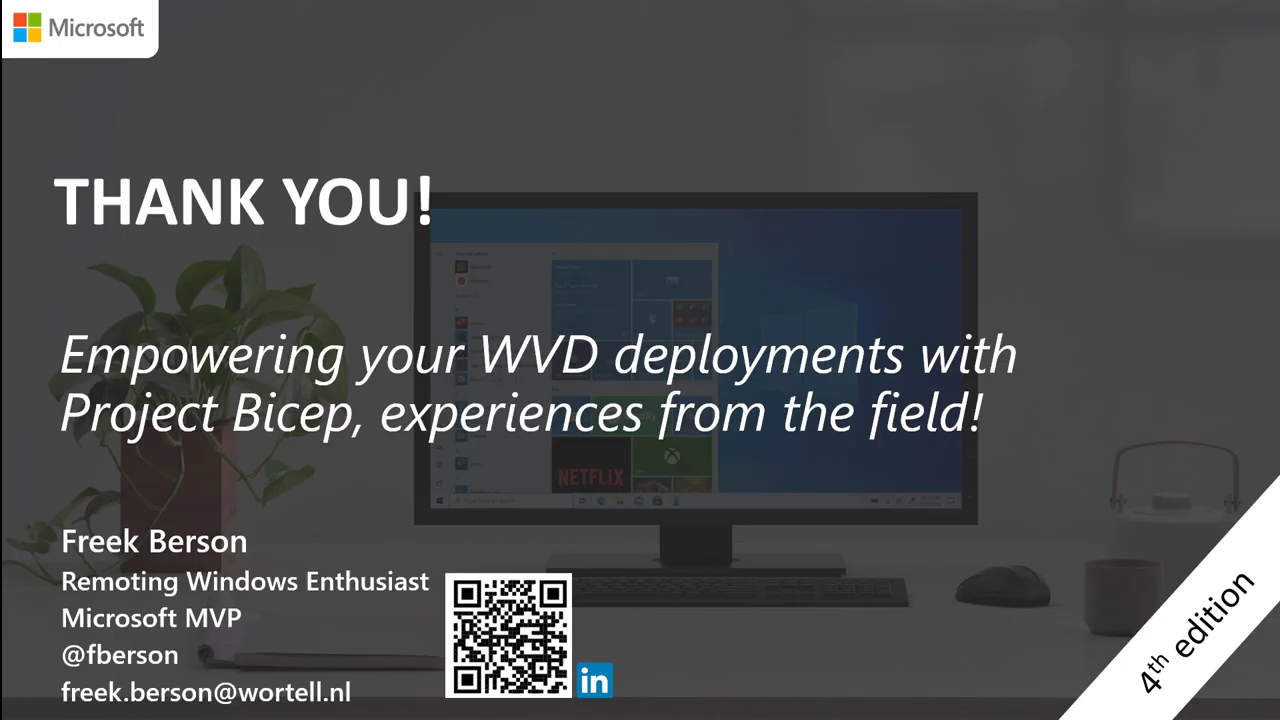 Microsoft
THANK YOU!
Empowering your WVD deployments with
Project Bicep, experiences from the field!
NETFLIX
Freek Berson
Remoting Windows Enthusiast
Microsoft MVP
@fberson
freek.berson@wortell.nl
in
4th edition